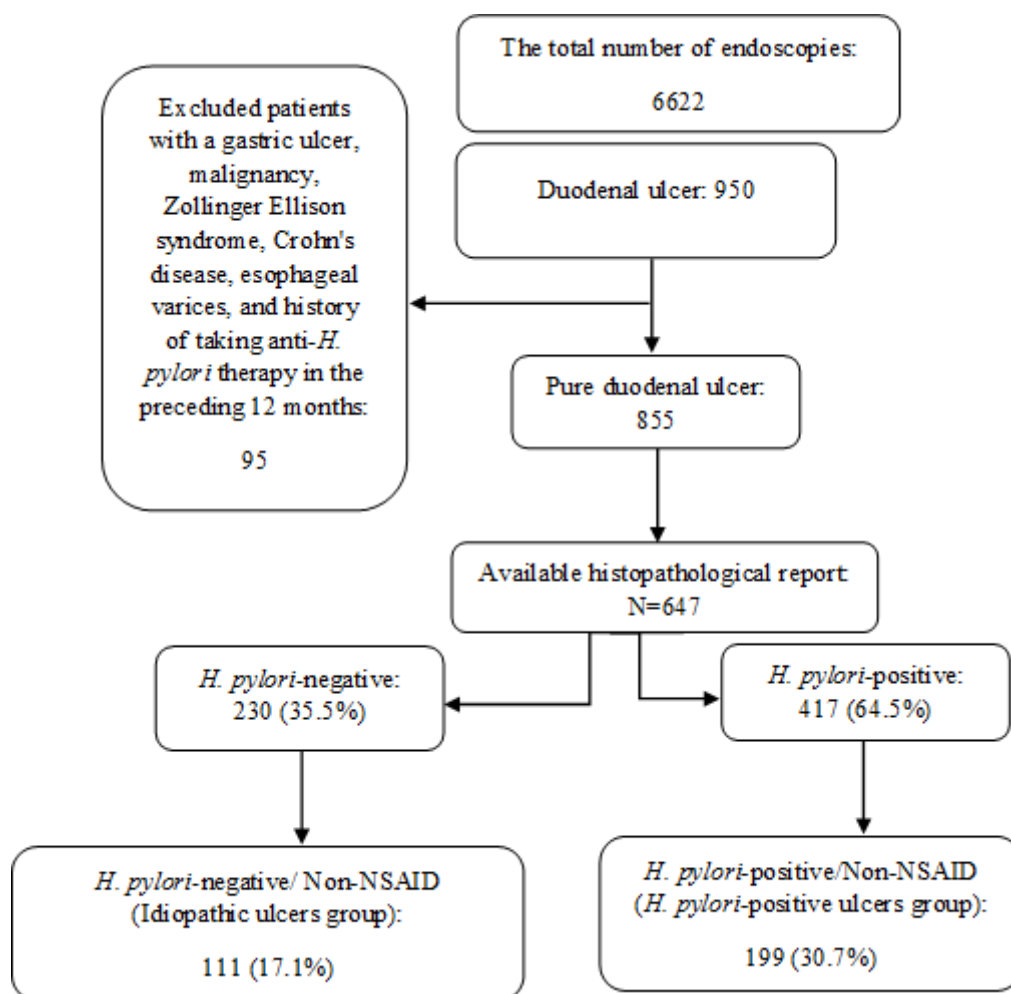 The total number of endoscopies:
6622
Excluded patients
with a gastric ulcer,
malignancy,
Zollinger Ellison
syndrome, Crohn's
disease, esophageal
varices, and history
of taking anti-H.
pylori therapy in the
preceding 12 months:
95
Duodenal ulcer: 950
Pure duodenal ulcer:
855
Available histopathological report:
N=647
H. pylori-negative:
230 (35.5%)
H. pylori-positive:
417 (64.5%)
H. pylori-negative/ Non-NSAID
(Idiopathic ulcers group):
111 (17.1%)
H. pylori-positive/Non-NSAID
(H. pylori-positive ulcers group):
199 (30.7%)